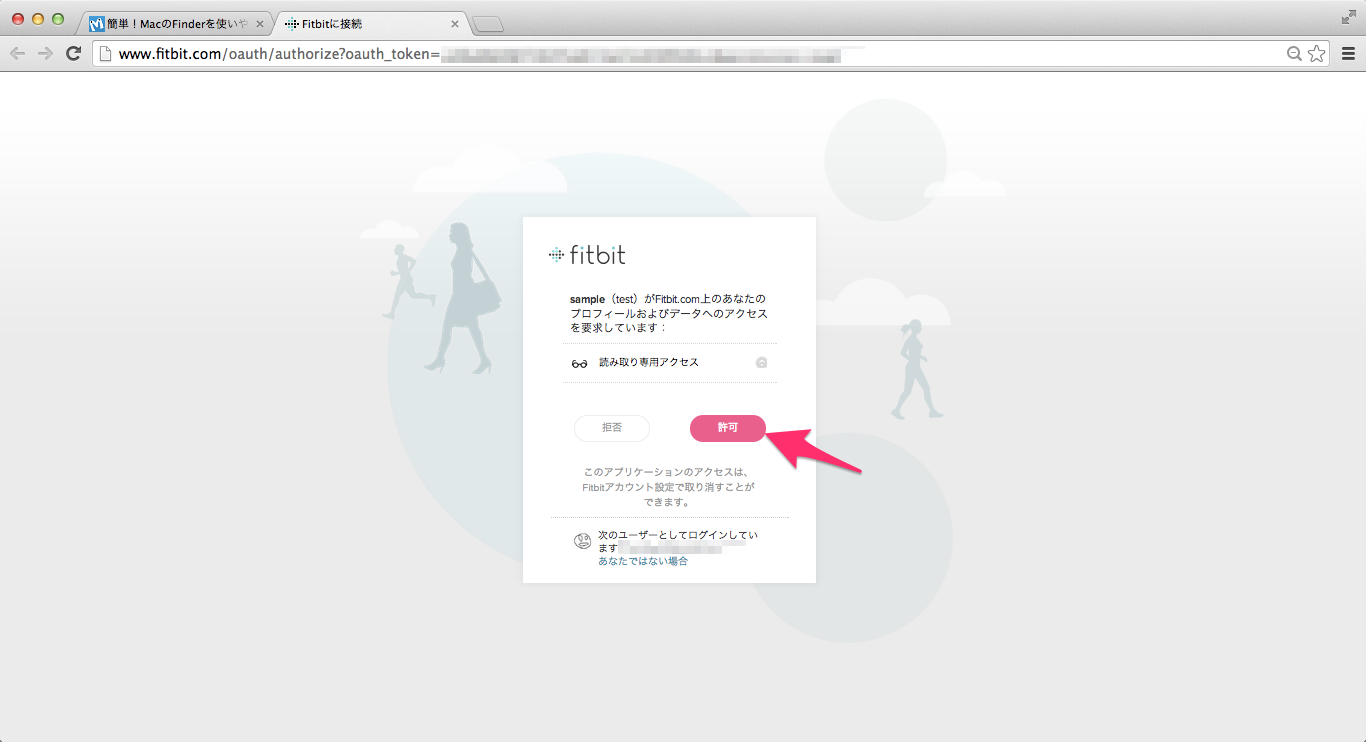 簡単！MacのFinderを使いや
Fitbitに接続
www.fitbit.com/oauth/authorize?oauth_token=
fitbit
sample（test）がFitbit.com上のあなたの
プロフィールおよびデータへのアクセス
を要求しています：
読み取り専用アクセス
拒否
許可
このアプリケーションのアクセスは、
Fitbitアカウント設定で取り消すことが
できます。
次のユーザーとしてログインしてい
ます
あなたではない場合